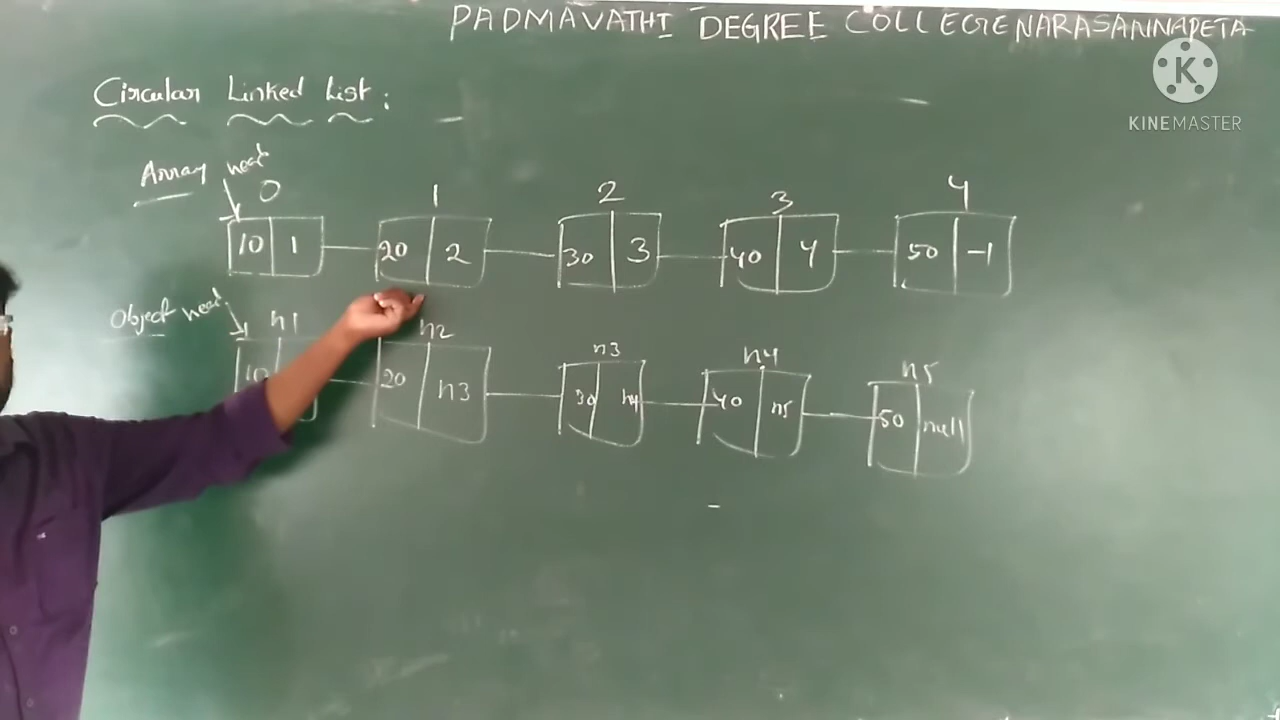 PADMAVATHI DEGREE COLLEGE NARASANNAPETA
K
KINEMASTER
Circular Linked List:
Array head
0 1 2 3 4
10 1 20 2 30 3 40 4 50 -1
Object head
n1 n2 n3 n4 n5
10 20 n3 30 n4 40 n5 50 null